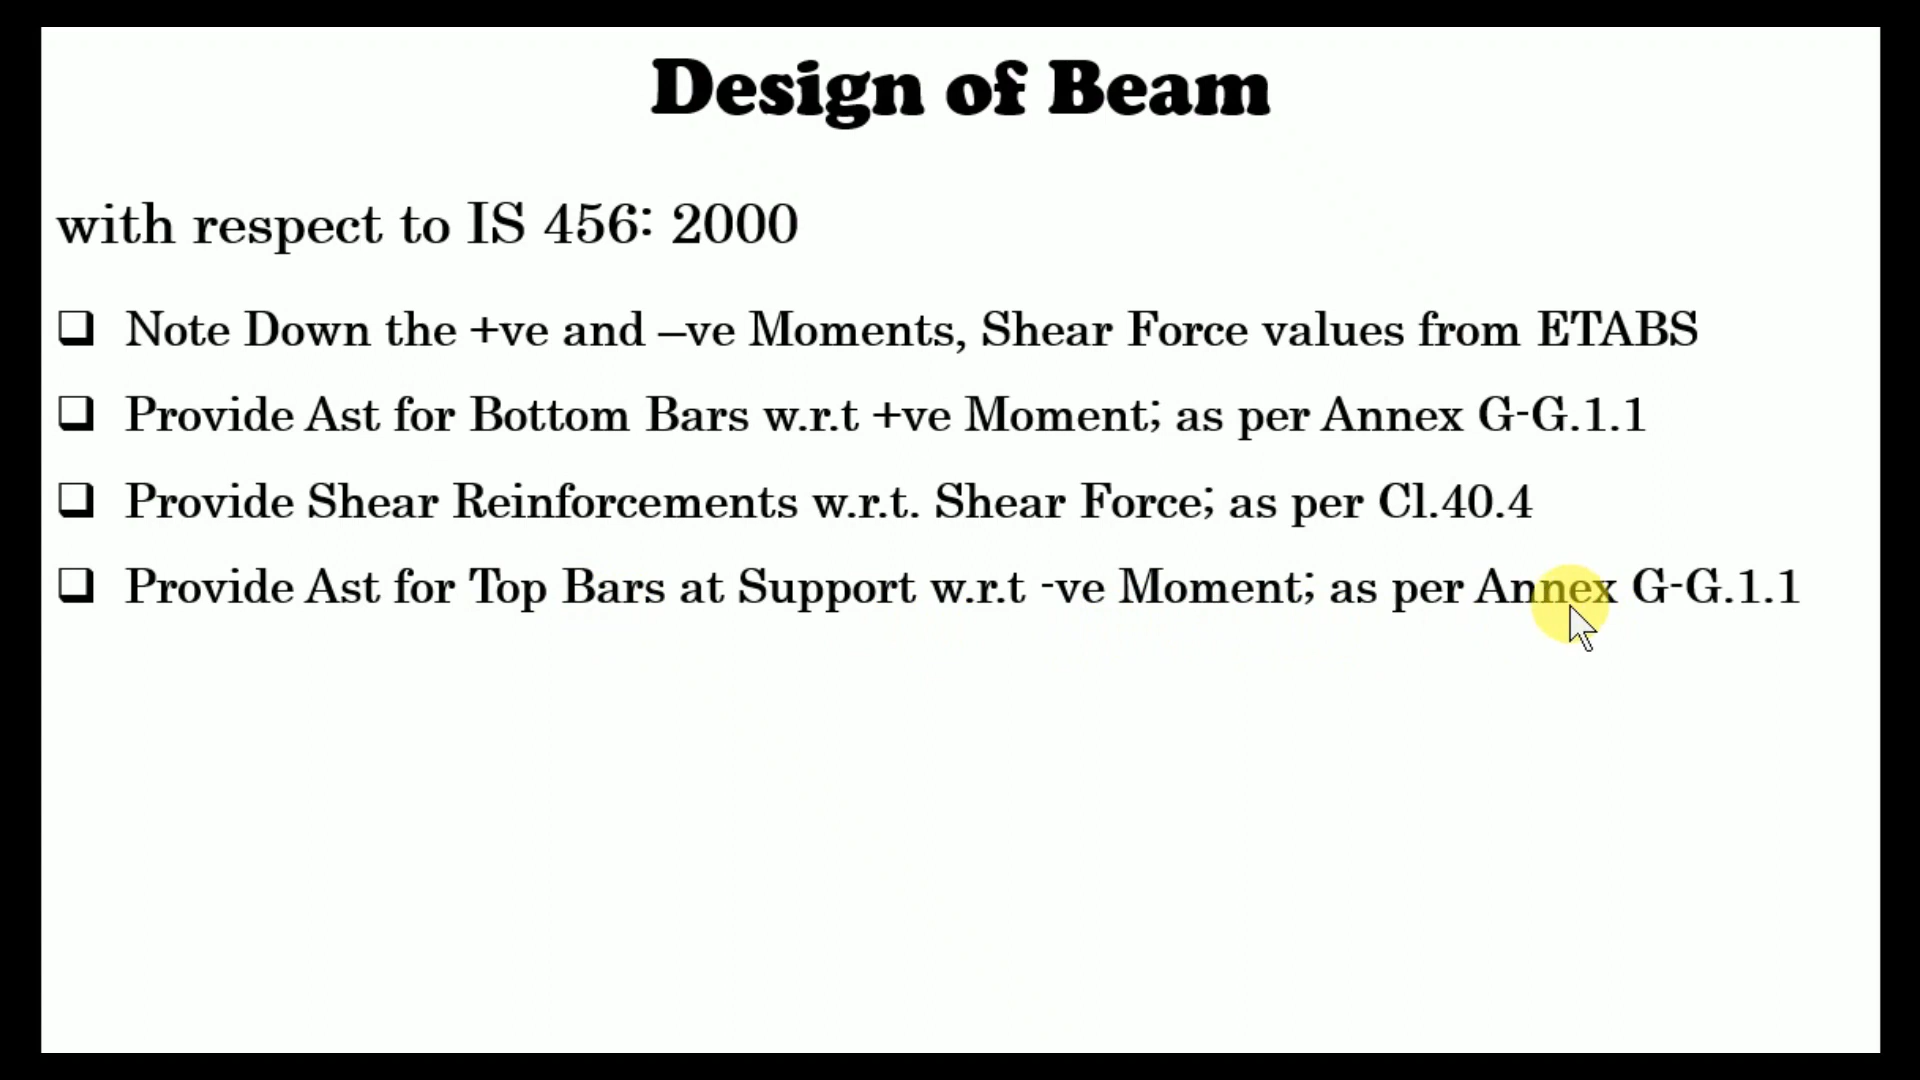 Design of Beam
with respect to IS 456: 2000
❑ Note Down the +ve and –ve Moments, Shear Force values from ETABS
❑ Provide Ast for Bottom Bars w.r.t +ve Moment; as per Annex G-G.1.1
❑ Provide Shear Reinforcements w.r.t. Shear Force; as per Cl.40.4
❑ Provide Ast for Top Bars at Support w.r.t -ve Moment; as per Annex G-G.1.1